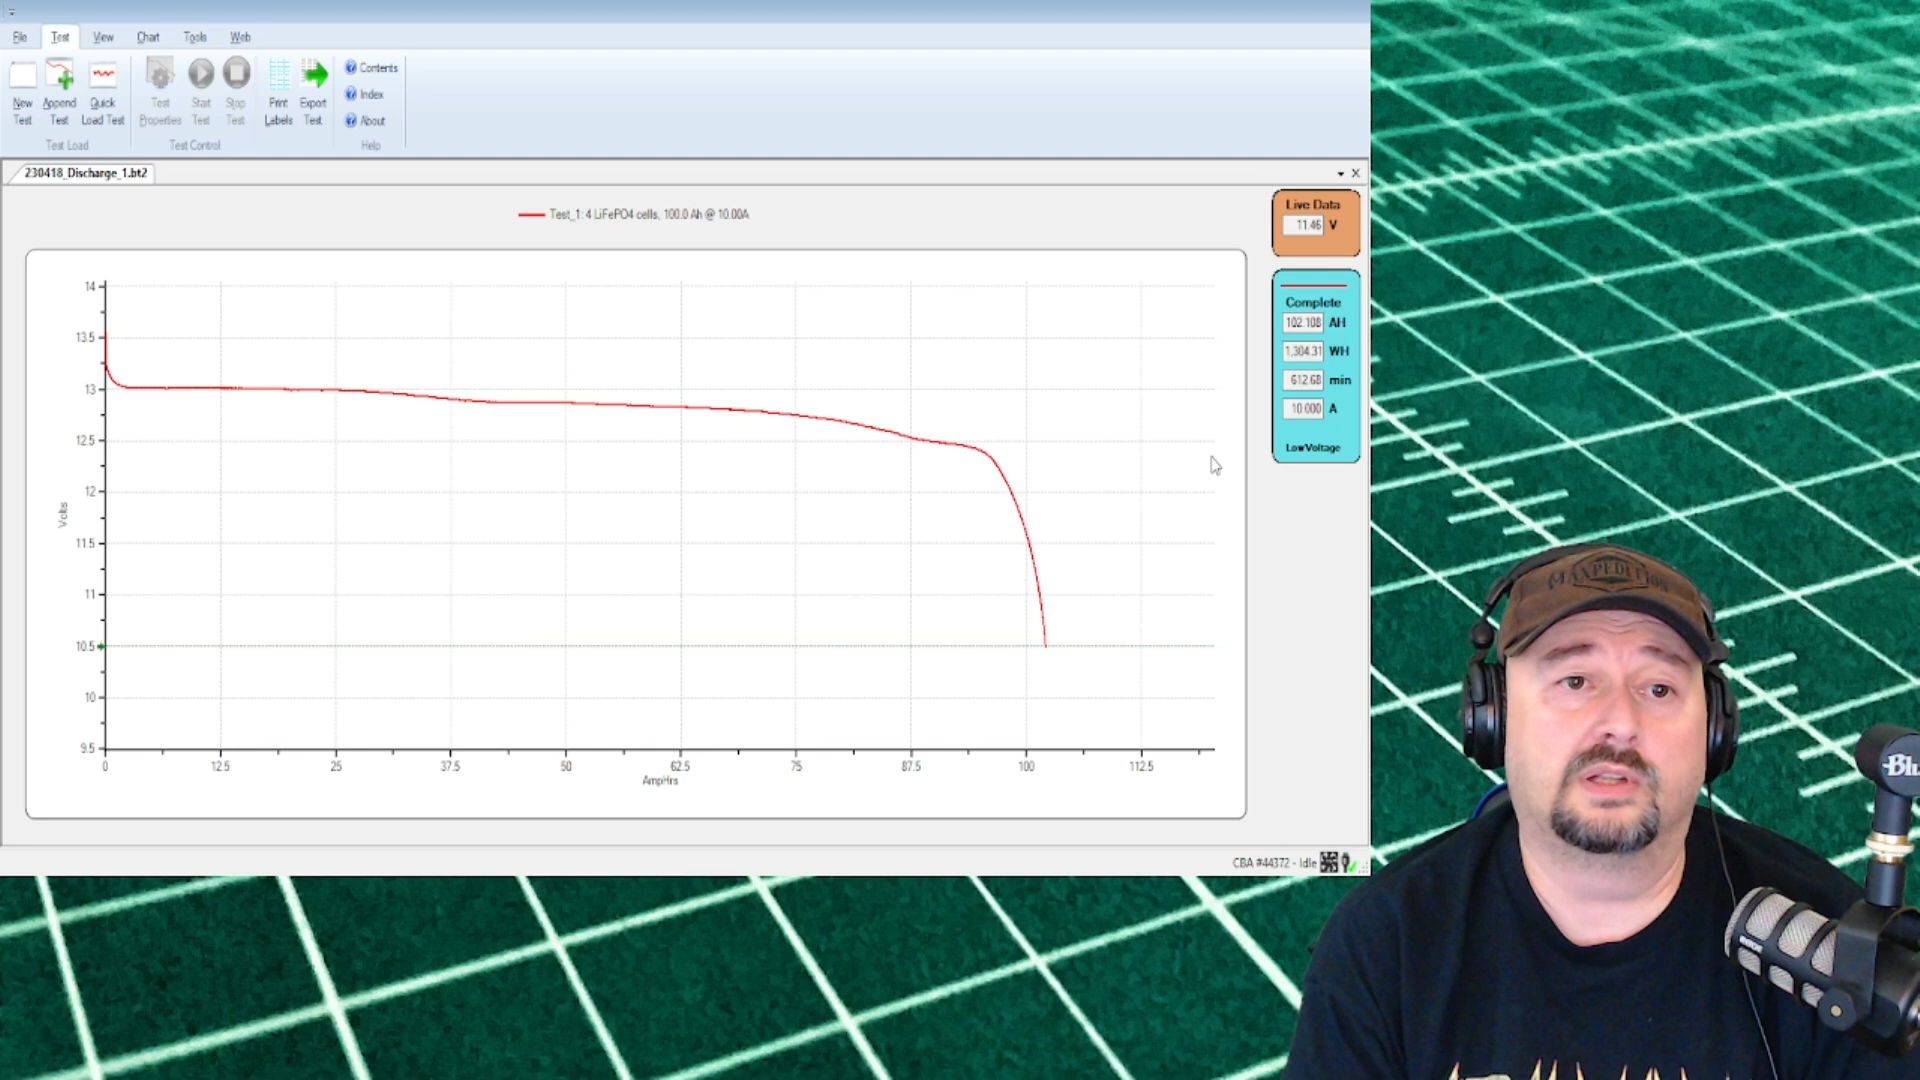 File Test View Chart Tools Web
New Test
Append Test
Quick Load Test
Test Properties
Start Test
Stop Test
Print Labels
Export Test
Contents
Index
About
Test Load
Test Control
Help
230418_Discharge_1.bt2
Test_1: 4 LiFePO4 cells, 100.0 Ah @ 10.00A
Live Data
11.46 V
Complete
102.108 AH
1,304.31 WH
612.68 min
10.000 A
Low Voltage
14
13.5
13
12.5
12
11.5
11
10.5
10
9.5
Volts
0 12.5 25 37.5 50 62.5 75 87.5 100 112.5
AmpHrs
CBA #44372 - Idle
MAXPEDITION
Blu